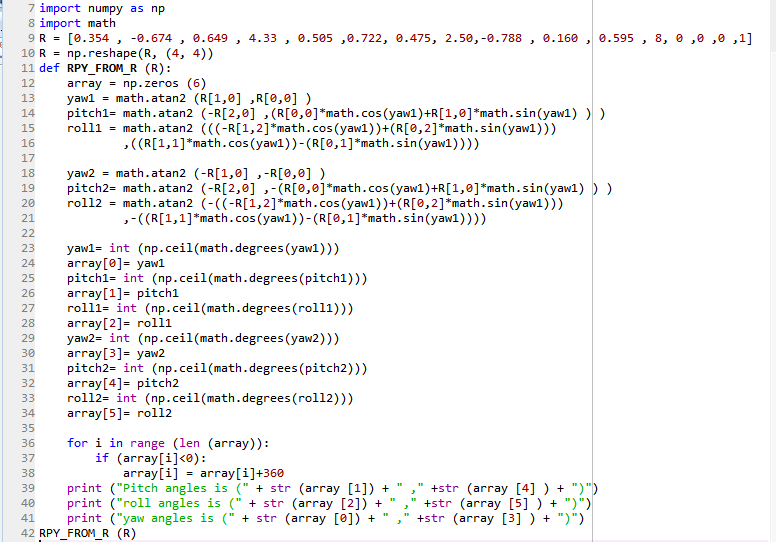 7 import numpy as np
8 import math
9 R = [0.354 , -0.674 , 0.649 , 4.33 , 0.505 ,0.722, 0.475, 2.50,-0.788 , 0.160 , 0.595 , 8, 0 ,0 ,0 ,1]
10 R = np.reshape(R, (4, 4))
11 def RPY_FROM_R (R):
12     array = np.zeros (6)
13     yaw1 = math.atan2 (R[1,0] ,R[0,0] )
14     pitch1= math.atan2 (-R[2,0] ,(R[0,0]*math.cos(yaw1)+R[1,0]*math.sin(yaw1) ) )
15     roll1 = math.atan2 (((-R[1,2]*math.cos(yaw1))+(R[0,2]*math.sin(yaw1)))
16             ,((R[1,1]*math.cos(yaw1))-(R[0,1]*math.sin(yaw1))))
17
18     yaw2 = math.atan2 (-R[1,0] ,-R[0,0] )
19     pitch2= math.atan2 (-R[2,0] ,-(R[0,0]*math.cos(yaw1)+R[1,0]*math.sin(yaw1) ) )
20     roll2 = math.atan2 (-((-R[1,2]*math.cos(yaw1))+(R[0,2]*math.sin(yaw1)))
21             ,-((R[1,1]*math.cos(yaw1))-(R[0,1]*math.sin(yaw1))))
22
23     yaw1= int (np.ceil(math.degrees(yaw1)))
24     array[0]= yaw1
25     pitch1= int (np.ceil(math.degrees(pitch1)))
26     array[1]= pitch1
27     roll1= int (np.ceil(math.degrees(roll1)))
28     array[2]= roll1
29     yaw2= int (np.ceil(math.degrees(yaw2)))
30     array[3]= yaw2
31     pitch2= int (np.ceil(math.degrees(pitch2)))
32     array[4]= pitch2
33     roll2= int (np.ceil(math.degrees(roll2)))
34     array[5]= roll2
35
36     for i in range (len (array)):
37         if (array[i]<0):
38             array[i] = array[i]+360
39     print ("Pitch angles is (" + str (array [1]) + " ," +str (array [4] ) + ")")
40     print ("roll angles is (" + str (array [2]) + " ," +str (array [5] ) + ")")
41     print ("yaw angles is (" + str (array [0]) + " ," +str (array [3] ) + ")")
42 RPY_FROM_R (R)